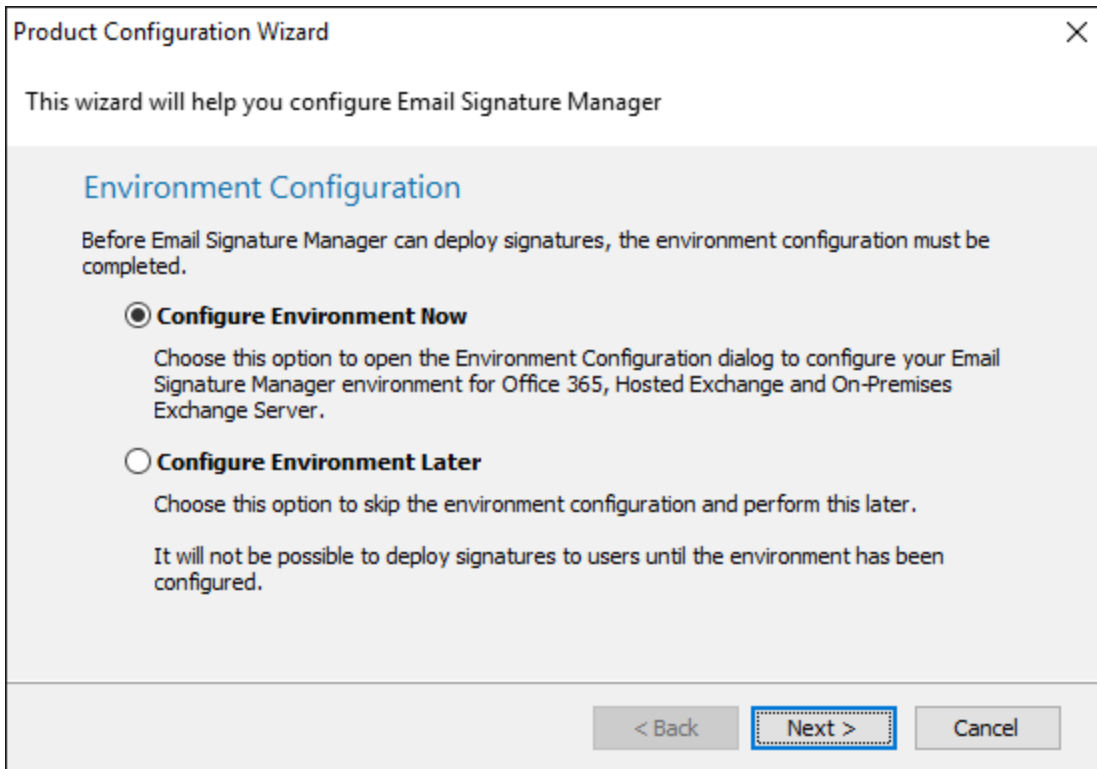 Product Configuration Wizard
This wizard will help you configure Email Signature Manager
Environment Configuration
Before Email Signature Manager can deploy signatures, the environment configuration must be
completed.
Configure Environment Now
Choose this option to open the Environment Configuration dialog to configure your Email
Signature Manager environment for Office 365, Hosted Exchange and On-Premises
Exchange Server.
Configure Environment Later
Choose this option to skip the environment configuration and perform this later.
It will not be possible to deploy signatures to users until the environment has been
configured.
< Back Next > Cancel